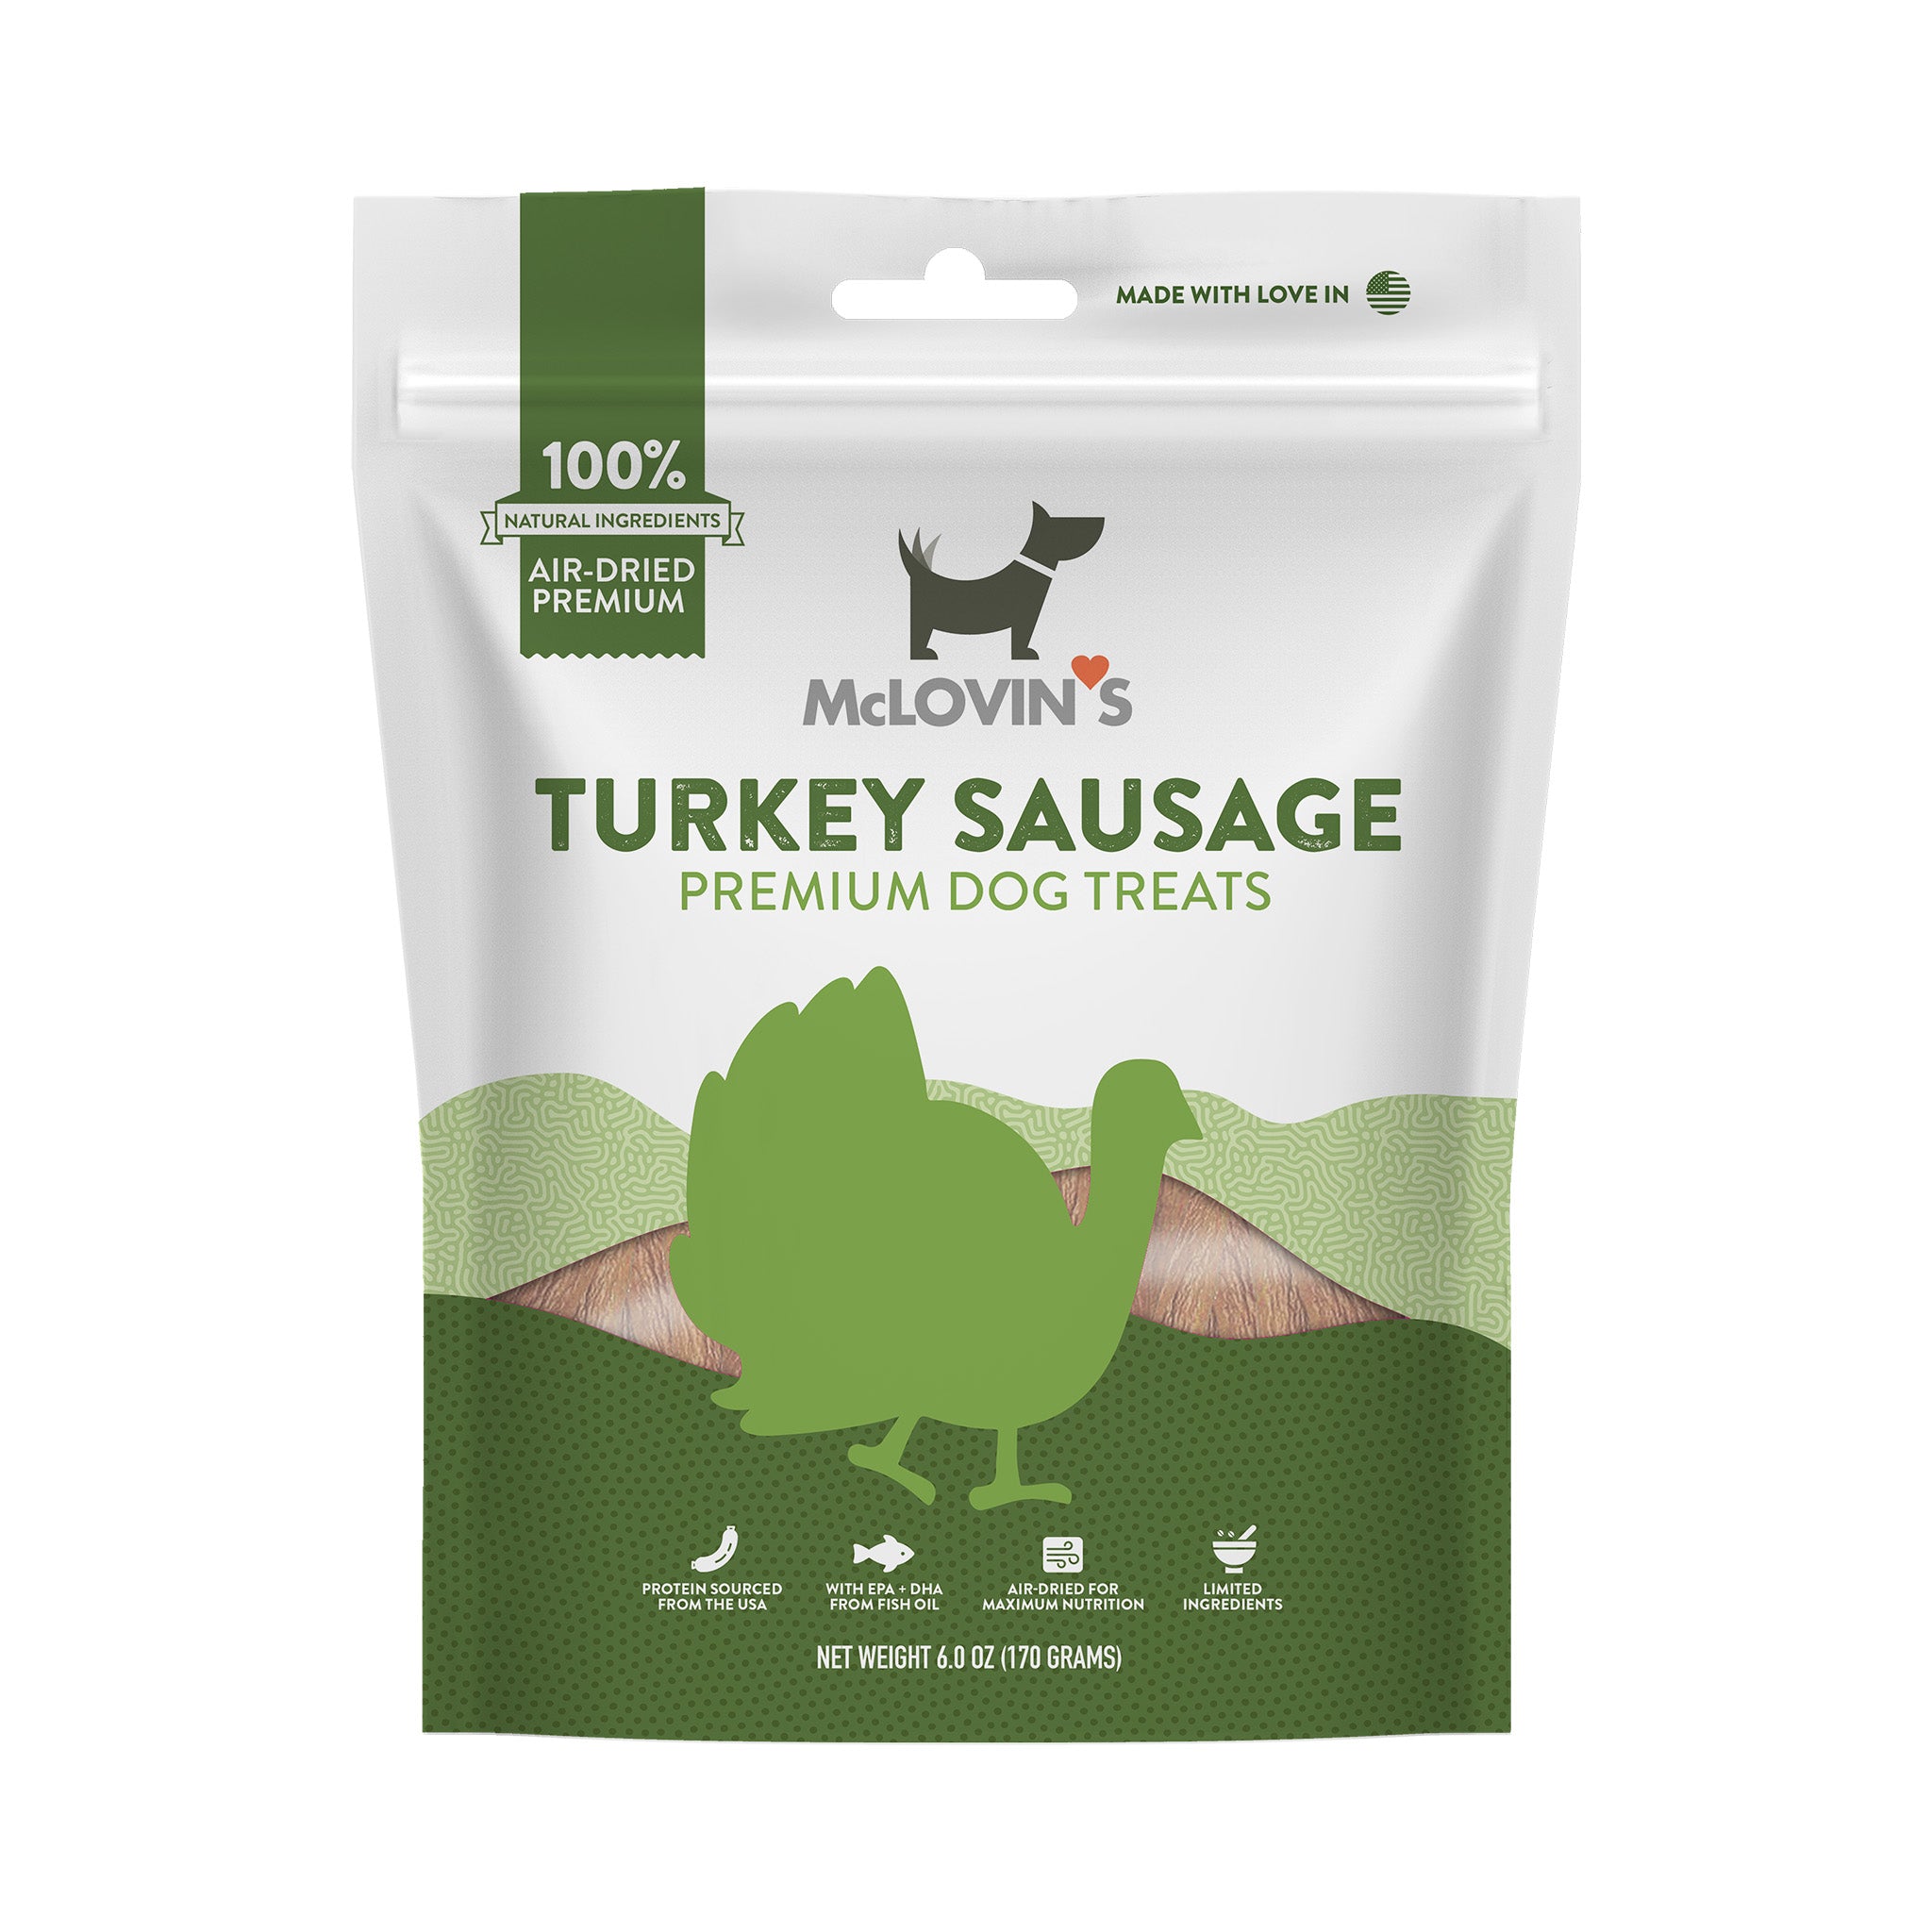 MADE WITH LOVE IN
100%
NATURAL INGREDIENTS
AIR-DRIED
PREMIUM
McLOVIN'S
TURKEY SAUSAGE
PREMIUM DOG TREATS
PROTEIN SOURCED
FROM THE USA
WITH EPA + DHA
FROM FISH OIL
AIR-DRIED FOR
MAXIMUM NUTRITION
LIMITED
INGREDIENTS
NET WEIGHT 6.0 OZ (170 GRAMS)